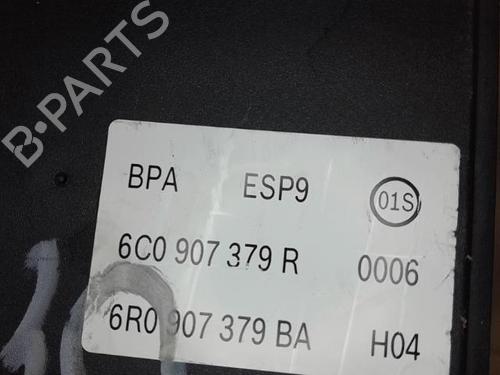 B-PARTS
BPA ESP9 01S
6C0 907 379 R 0006
6R0 907 379 BA H04